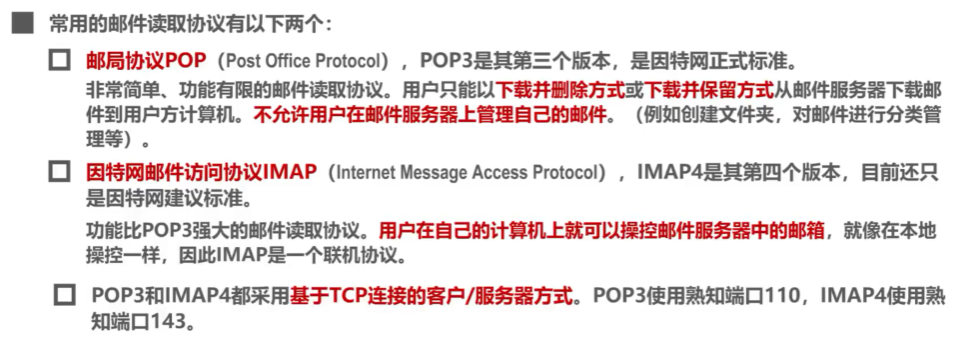 常用的邮件读取协议有以下两个：
邮局协议POP（Post Office Protocol），POP3是其第三个版本，是因特网正式标准。
非常简单、功能有限的邮件读取协议。用户只能以下载并删除方式或下载并保留方式从邮件服务器下载邮
件到用户方计算机。不允许用户在邮件服务器上管理自己的邮件。（例如创建文件夹，对邮件进行分类管
理等）。
因特网邮件访问协议IMAP（Internet Message Access Protocol），IMAP4是其第四个版本，目前还只
是因特网建议标准。
功能比POP3强大的邮件读取协议。用户在自己的计算机上就可以操控邮件服务器中的邮箱，就像在本地
操控一样，因此IMAP是一个联机协议。
POP3和IMAP4都采用基于TCP连接的客户/服务器方式。POP3使用熟知端口110，IMAP4使用熟
知端口143。